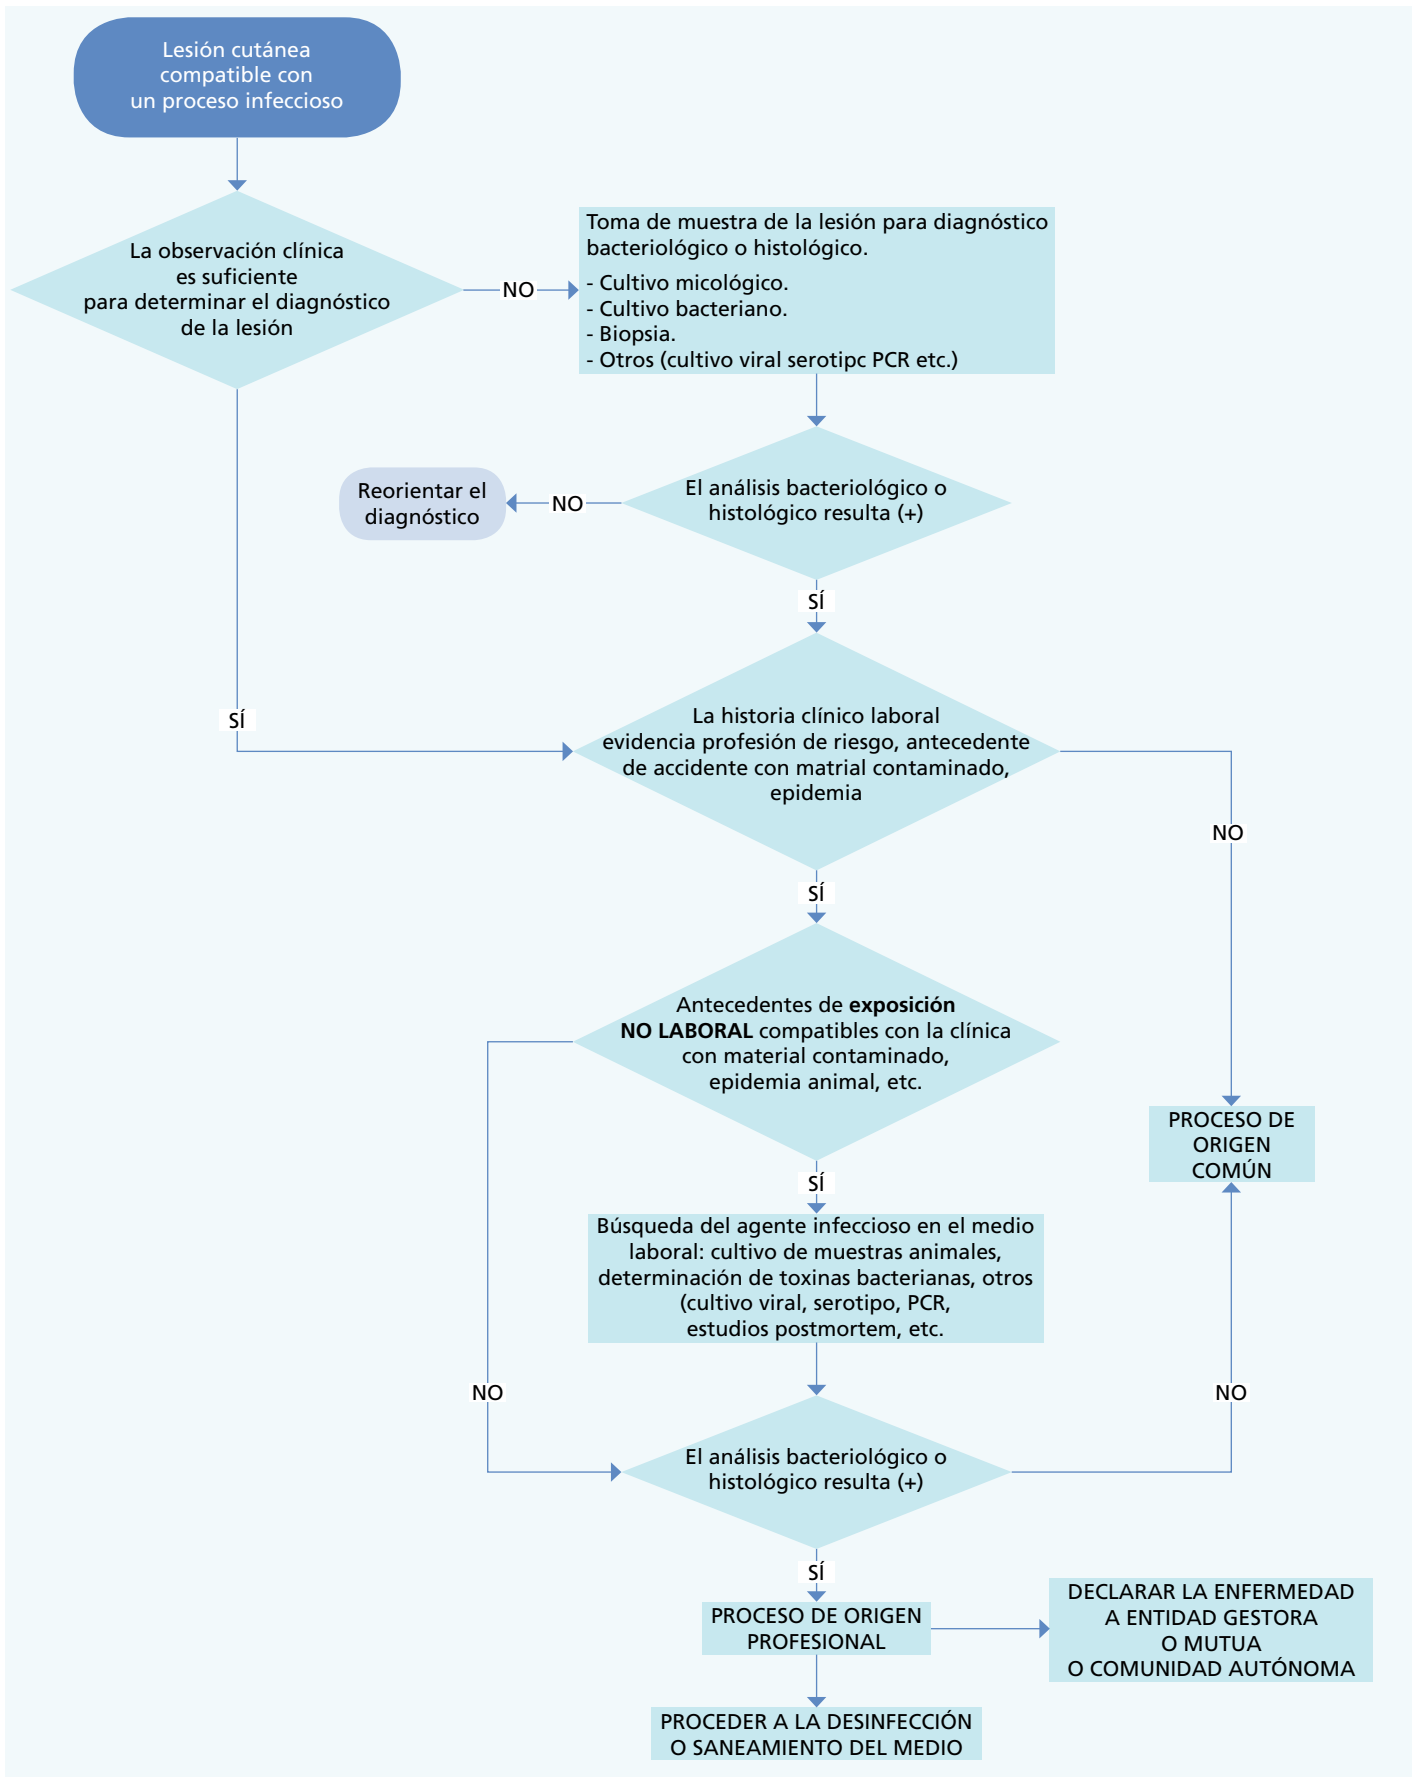 Lesión cutánea
compatible con
un proceso infeccioso
La observación clínica
es suficiente
para determinar el diagnóstico
de la lesión
NO
Toma de muestra de la lesión para diagnóstico
bacteriológico o histológico.
- Cultivo micológico.
- Cultivo bacteriano.
- Biopsia.
- Otros (cultivo viral serotipc PCR etc.)
El análisis bacteriológico o
histológico resulta (+)
NO
Reorientar el
diagnóstico
SÍ
SÍ
La historia clínico laboral
evidencia profesión de riesgo, antecedente
de accidente con matrial contaminado,
epidemia
NO
SÍ
Antecedentes de exposición
NO LABORAL compatibles con la clínica
con material contaminado,
epidemia animal, etc.
PROCESO DE
ORIGEN
COMÚN
SÍ
Búsqueda del agente infeccioso en el medio
laboral: cultivo de muestras animales,
determinación de toxinas bacterianas, otros
(cultivo viral, serotipo, PCR,
estudios postmortem, etc.
NO
NO
El análisis bacteriológico o
histológico resulta (+)
SÍ
PROCESO DE ORIGEN
PROFESIONAL
DECLARAR LA ENFERMEDAD
A ENTIDAD GESTORA
O MUTUA
O COMUNIDAD AUTÓNOMA
PROCEDER A LA DESINFECCIÓN
O SANEAMIENTO DEL MEDIO